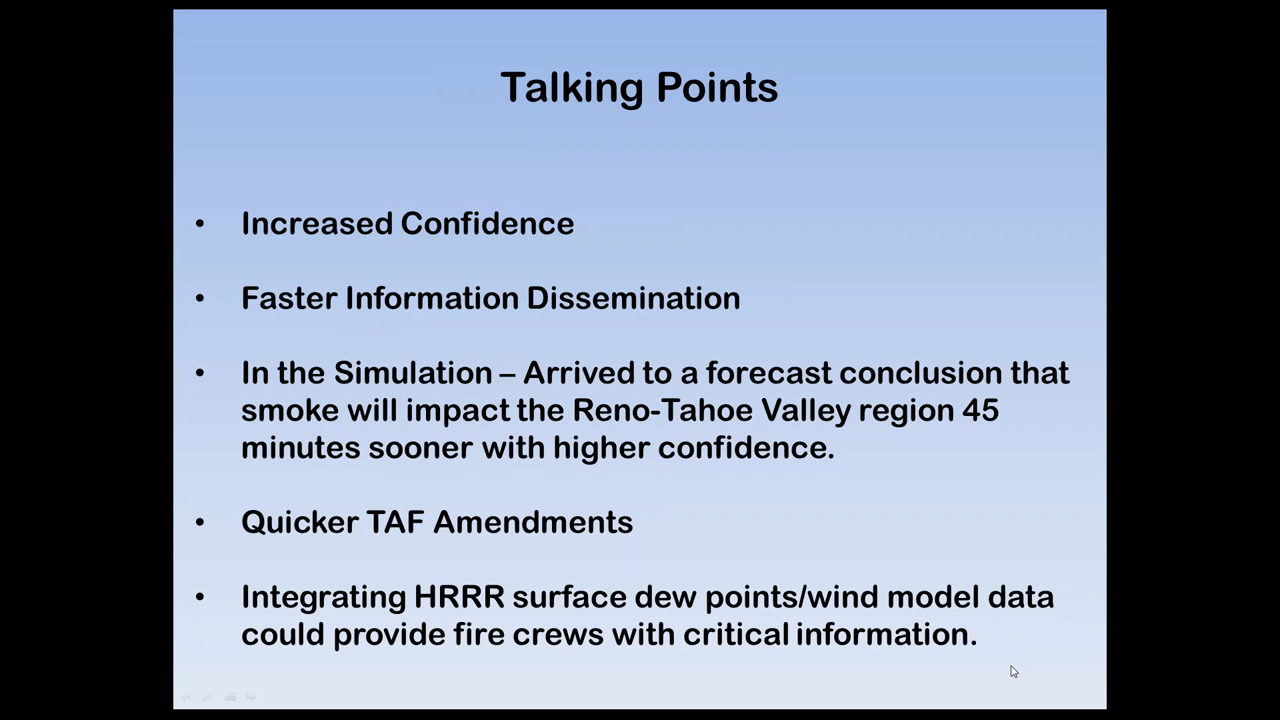 Talking Points
• Increased Confidence
• Faster Information Dissemination
• In the Simulation – Arrived to a forecast conclusion that
smoke will impact the Reno-Tahoe Valley region 45
minutes sooner with higher confidence.
• Quicker TAF Amendments
• Integrating HRRR surface dew points/wind model data
could provide fire crews with critical information.